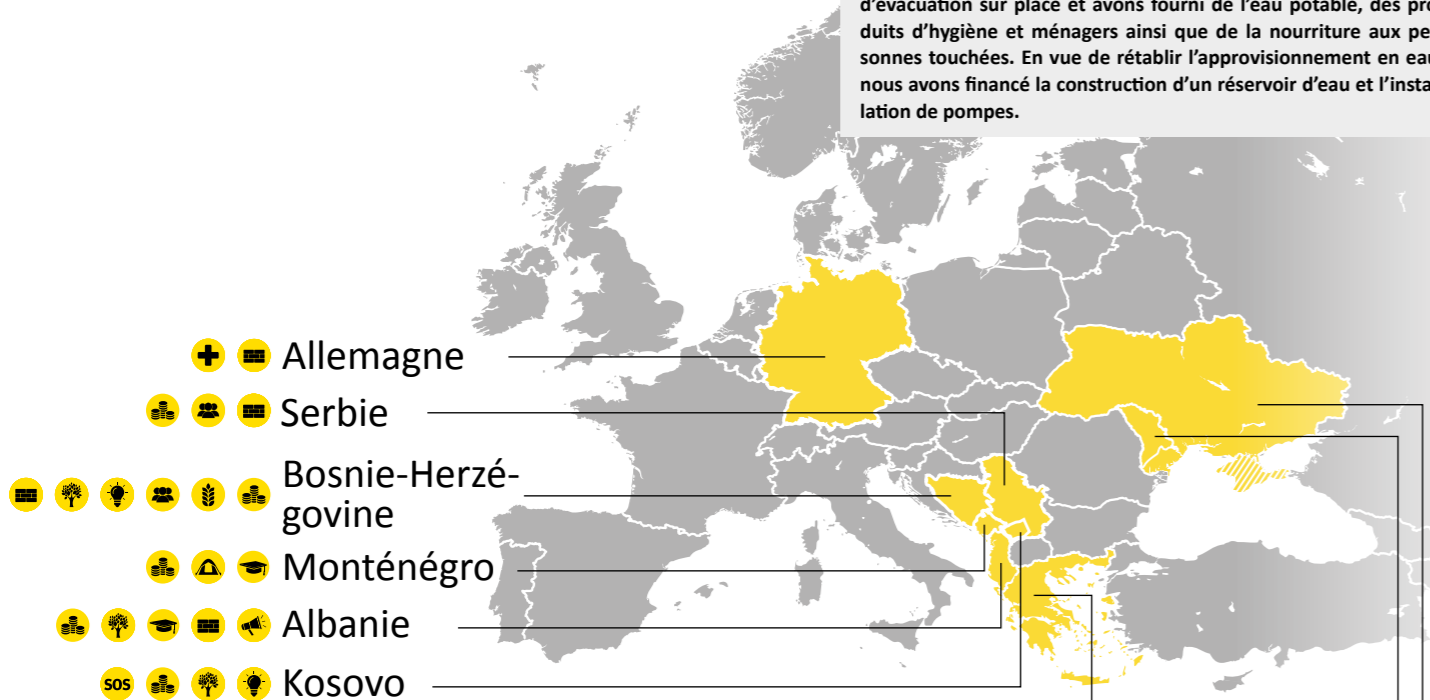 d'évacuation sur place et avons fourni de l'eau potable, des pro
duits d'hygiène et ménagers ainsi que de la nourriture aux pe
sonnes touchées. En vue de rétablir l'approvisionnement en eau
nous avons financé la construction d'un réservoir d'eau et l'insta
lation de pompes.
Allemagne
Serbie
Bosnie-Herzé-
govine
Monténégro
Albanie
SOS Kosovo